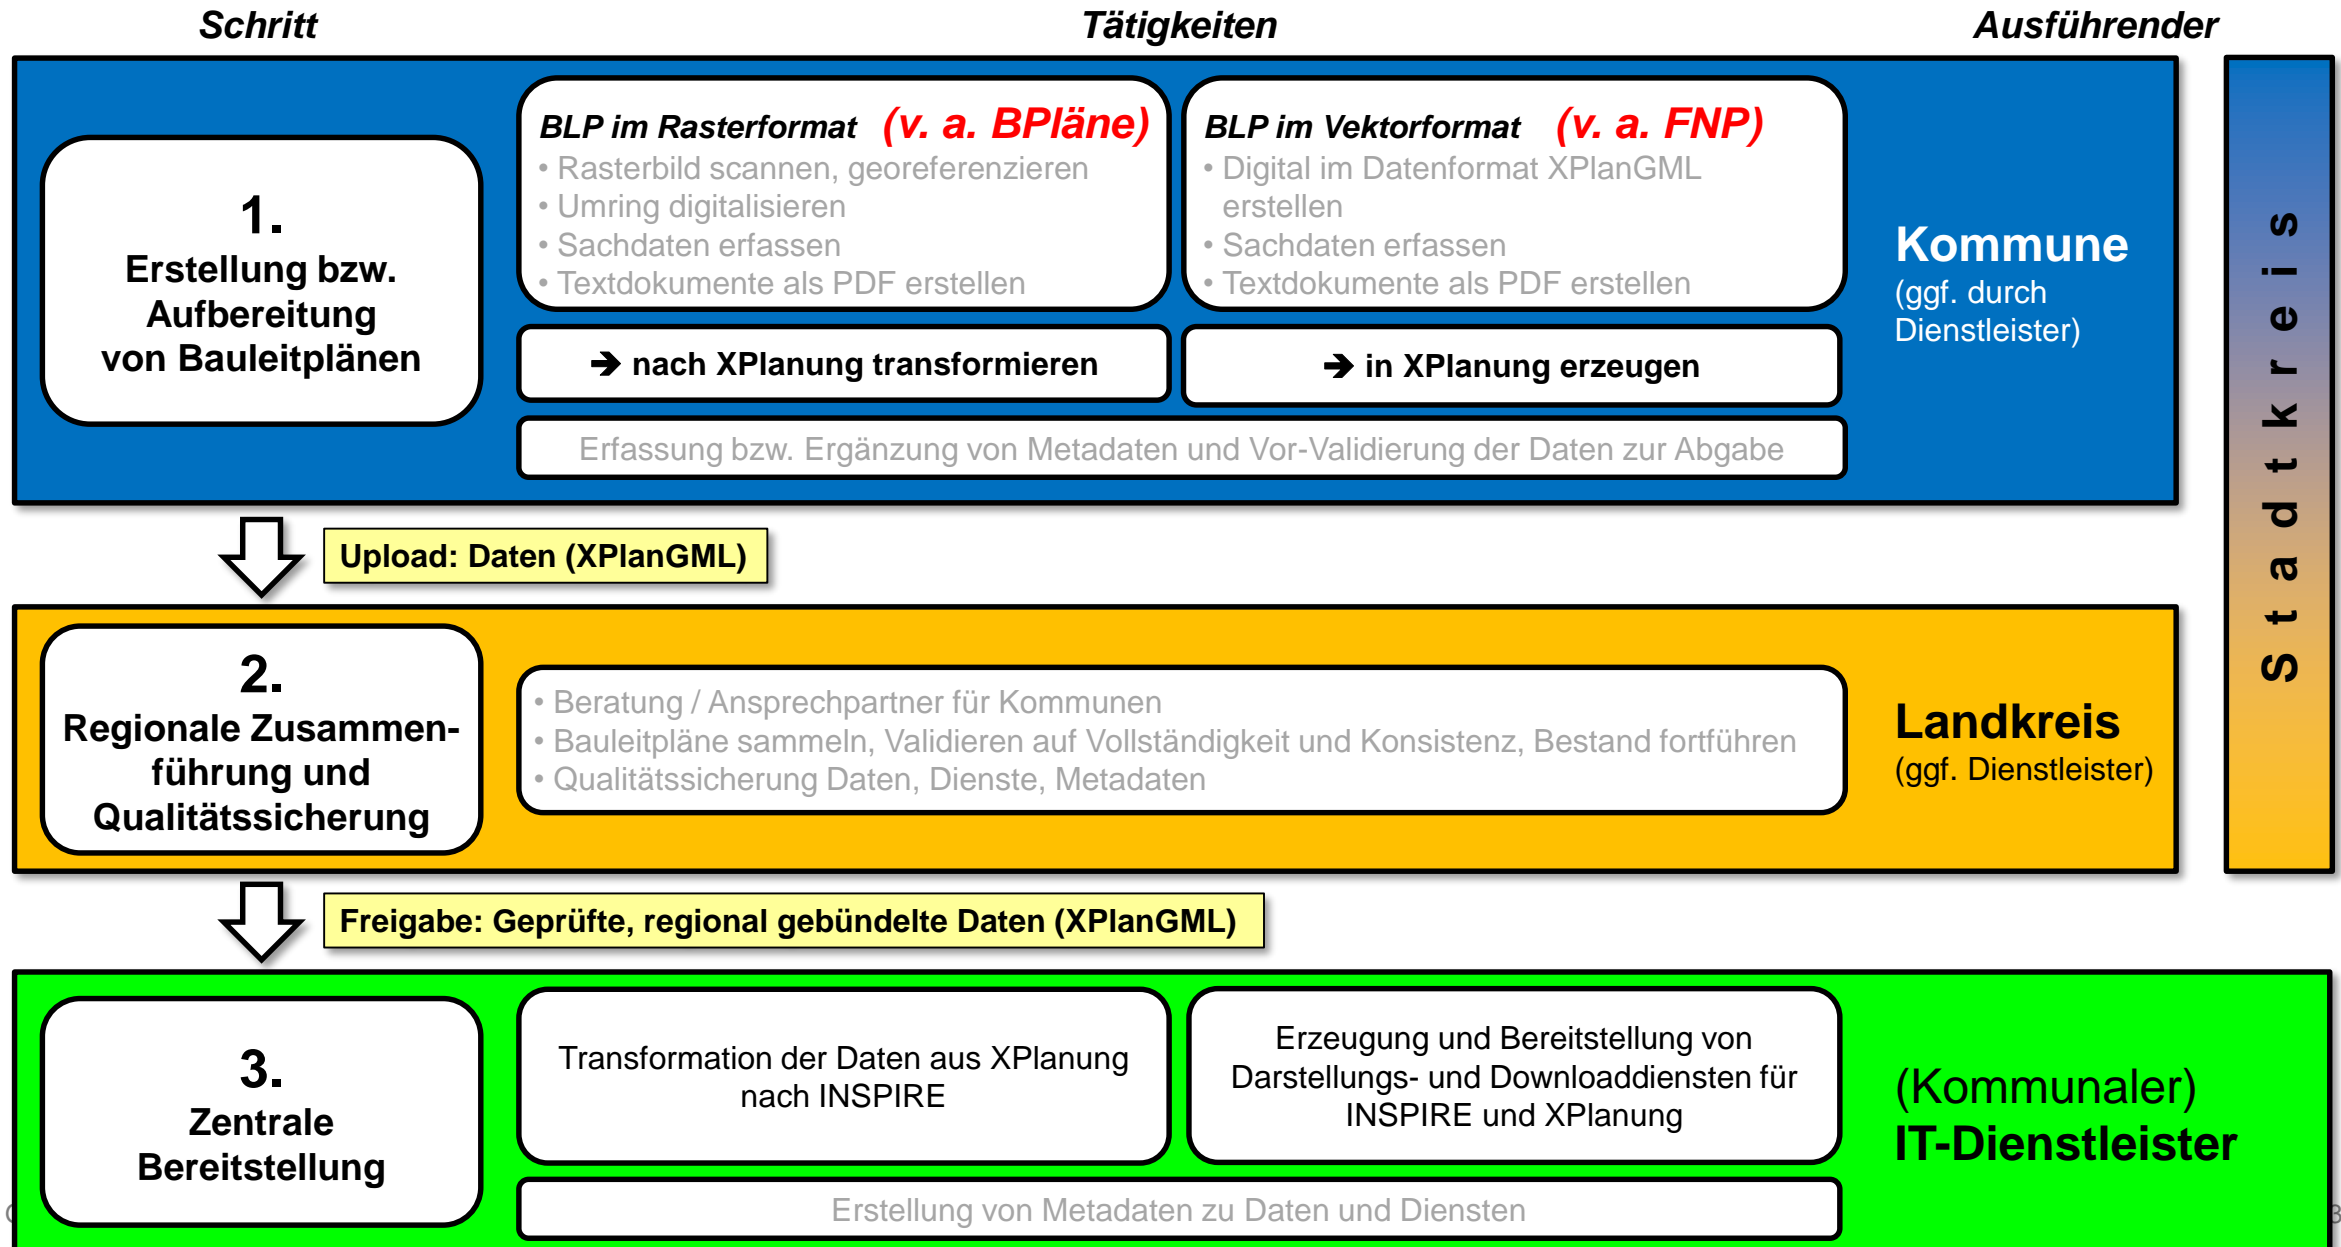 Schritt
Tätigkeiten
Ausführender
1.
Erstellung bzw.
Aufbereitung
von Bauleitplänen
BLP im Rasterformat (v. a. BPläne)
• Rasterbild scannen, georeferenzieren
• Umring digitalisieren
• Sachdaten erfassen
• Textdokumente als PDF erstellen
➔ nach XPlanung transformieren
BLP im Vektorformat (v. a. FNP)
• Digital im Datenformat XPlanGML
erstellen
• Sachdaten erfassen
• Textdokumente als PDF erstellen
➔ in XPlanung erzeugen
Erfassung bzw. Ergänzung von Metadaten und Vor-Validierung der Daten zur Abgabe
Kommune
(ggf. durch
Dienstleister)
Stadtkreis
Upload: Daten (XPlanGML)
2.
Regionale Zusammen-
führung und
Qualitätssicherung
• Beratung / Ansprechpartner für Kommunen
• Bauleitpläne sammeln, Validieren auf Vollständigkeit und Konsistenz, Bestand fortführen
• Qualitätssicherung Daten, Dienste, Metadaten
Landkreis
(ggf. Dienstleister)
Freigabe: Geprüfte, regional gebündelte Daten (XPlanGML)
3.
Zentrale
Bereitstellung
Transformation der Daten aus XPlanung
nach INSPIRE
Erzeugung und Bereitstellung von
Darstellungs- und Downloaddiensten für
INSPIRE und XPlanung
Erstellung von Metadaten zu Daten und Diensten
(Kommunaler)
IT-Dienstleister